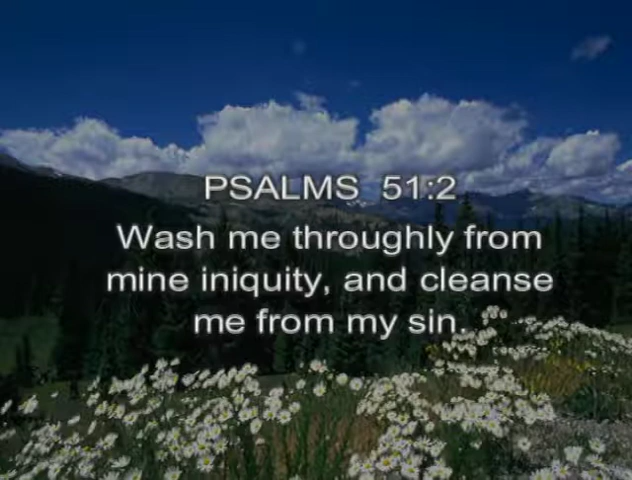 PSALMS 51:2
Wash me throughly from
mine iniquity, and cleanse
me from my sin.